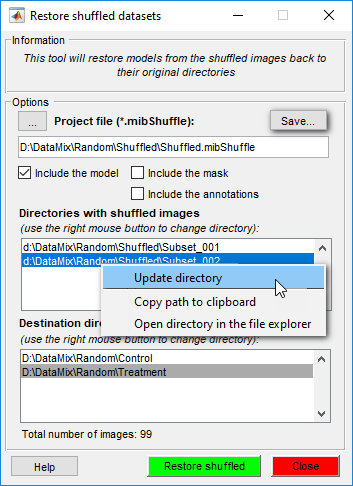 Restore shuffled datasets
Information
This tool will restore models from the shuffled images back to
their original directories
Options
...
Project file (*.mibShuffle):
Save...
D:\DataMix\Random\Shuffled\Shuffled.mibShuffle
Include the model
Include the mask
Include the annotations
Directories with shuffled images
(use the right mouse button to change directory):
d:\DataMix\Random\Shuffled\Subset_001
d:\DataMix\Random\Shuffled\Subset_002
Update directory
Copy path to clipboard
Open directory in the file explorer
Destination dire
(use the right mouse button to change directory):
D:\DataMix\Random\Control
D:\DataMix\Random\Treatment
Total number of images: 99
Help
Restore shuffled
Close